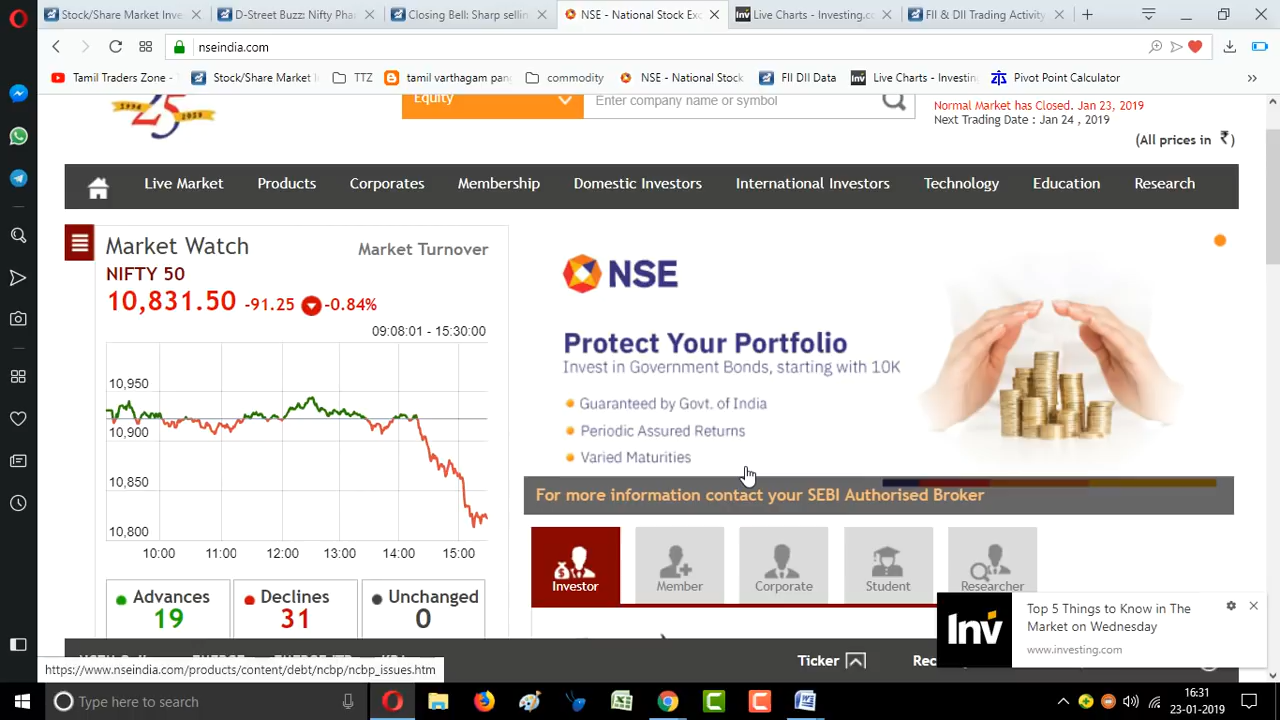 Stock/Share Market Inve
D-Street Buzz: Nifty Pha
Closing Bell: Sharp sellin
NSE - National Stock Ex
Live Charts - Investing.co
FII & DII Trading Activity
nseindia.com
Tamil Traders Zone -
Stock/Share Market
TTZ
tamil varthagam pan
commodity
NSE - National Stock
FII DII Data
Live Charts - Investin
Pivot Point Calculator
1994 25 2019
Equity
Enter company name or symbol
Normal Market has Closed. Jan 23, 2019
Next Trading Date : Jan 24 , 2019
(All prices in ₹)
Live Market
Products
Corporates
Membership
Domestic Investors
International Investors
Technology
Education
Research
Market Watch
Market Turnover
NIFTY 50
10,831.50 -91.25 -0.84%
09:08:01 - 15:30:00
10,950
10,900
10,850
10,800
10:00 11:00 12:00 13:00 14:00 15:00
Advances
19
Declines
31
Unchanged
0
NSE
Protect Your Portfolio
Invest in Government Bonds, starting with 10K
Guaranteed by Govt. of India
Periodic Assured Returns
Varied Maturities
For more information contact your SEBI Authorised Broker
Investor
Member
Corporate
Student
Researcher
Inv
Top 5 Things to Know in The
Market on Wednesday
www.investing.com
Ticker
Rec
https://www.nseindia.com/products/content/debt/ncbp/ncbp_issues.htm
Type here to search
16:31
23-01-2019